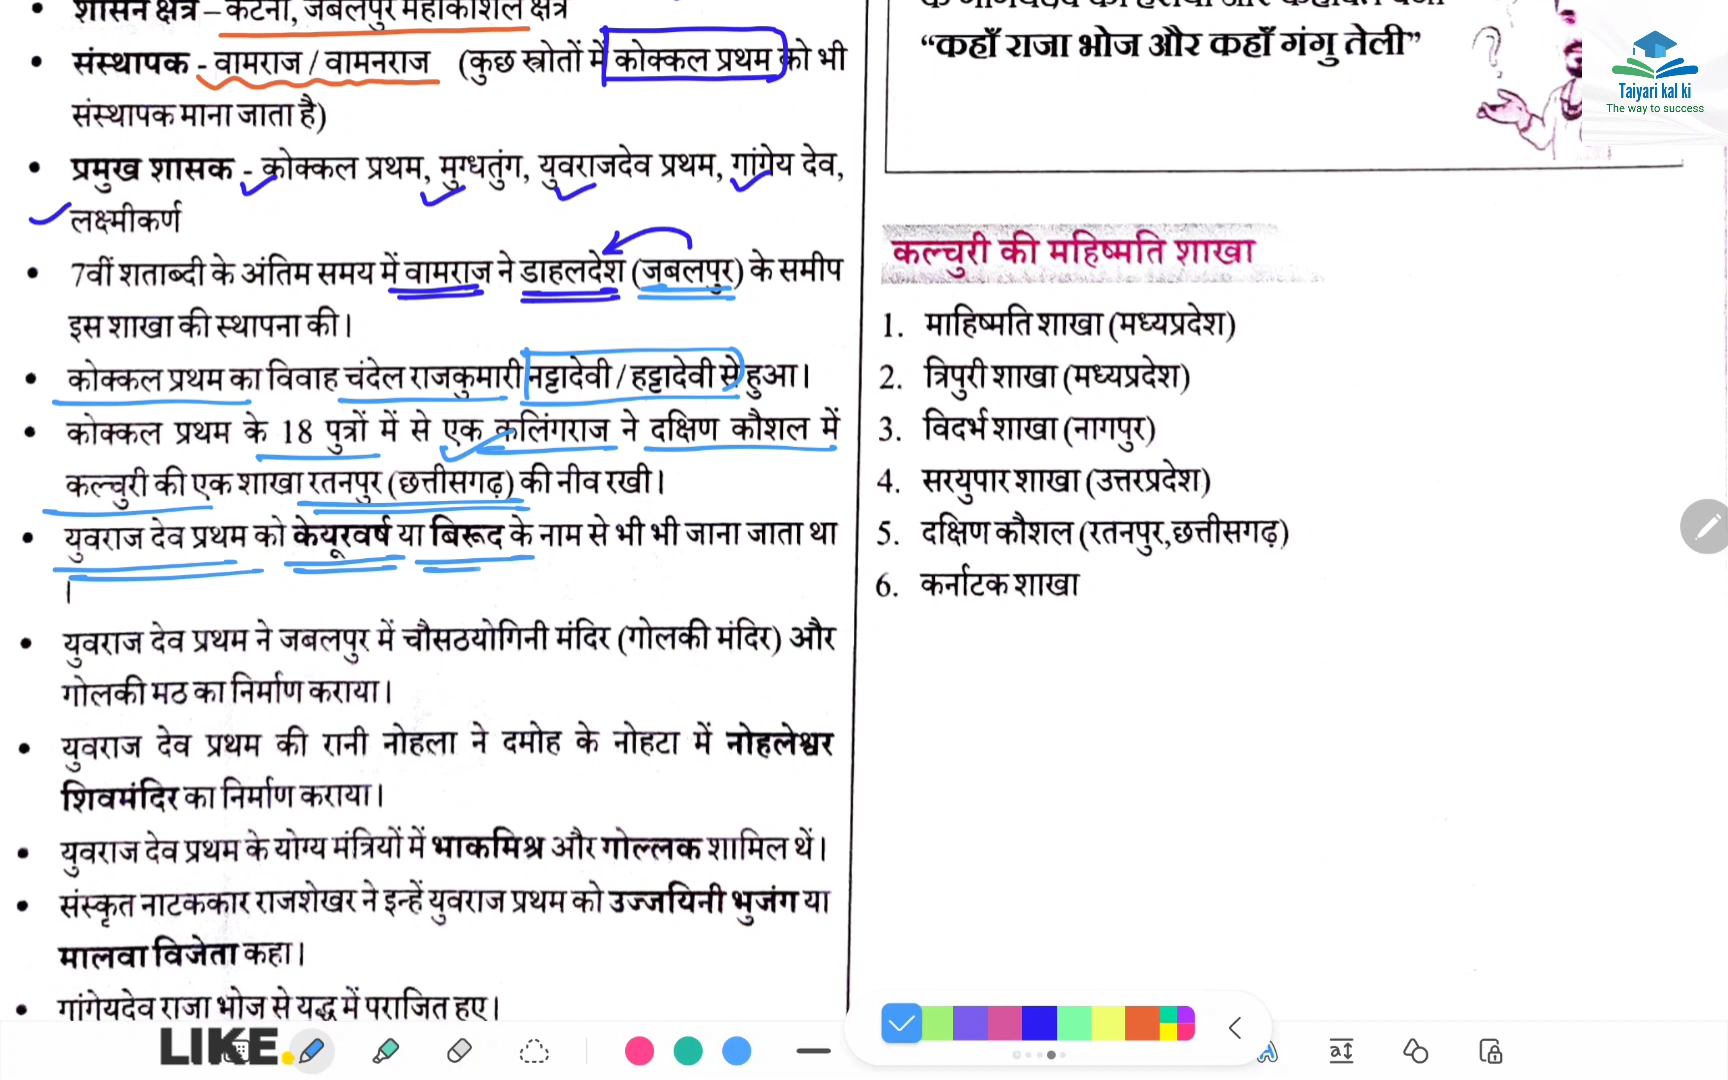 शासन क्षेत्र – कटनी, जबलपुर महाकौशल क्षेत्र
• संस्थापक - वामराज / वामनराज (कुछ स्त्रोतों में कोक्कल प्रथम को भी
संस्थापक माना जाता है)
• प्रमुख शासक - कोक्कल प्रथम, मुग्धतुंग, युवराजदेव प्रथम, गांगेय देव,
लक्ष्मीकर्ण
• 7वीं शताब्दी के अंतिम समय में वामराज ने डाहलदेश (जबलपुर) के समीप
इस शाखा की स्थापना की।
• कोक्कल प्रथम का विवाह चंदेल राजकुमारी नट्टादेवी / हट्टादेवी से हुआ।
• कोक्कल प्रथम के 18 पुत्रों में से एक कलिंगराज ने दक्षिण कौशल में
कल्चुरी की एक शाखा रतनपुर (छत्तीसगढ़) की नीव रखी।
• युवराज देव प्रथम को केयूरवर्ष या बिरूद के नाम से भी भी जाना जाता था
।
• युवराज देव प्रथम ने जबलपुर में चौसठयोगिनी मंदिर (गोलकी मंदिर) और
गोलकी मठ का निर्माण कराया।
• युवराज देव प्रथम की रानी नोहला ने दमोह के नोहटा में नोहलेश्वर
शिवमंदिर का निर्माण कराया।
• युवराज देव प्रथम के योग्य मंत्रियों में भाकमिश्र और गोल्लक शामिल थें।
• संस्कृत नाटककार राजशेखर ने इन्हें युवराज प्रथम को उज्जयिनी भुजंग या
मालवा विजेता कहा।
• गांगेयदेव राजा भोज से युद्ध में पराजित हुए।
“कहाँ राजा भोज और कहाँ गंगु तेली”
?
Taiyari kal ki
The way to success
कल्चुरी की महिष्मति शाखा
1. माहिष्मति शाखा (मध्यप्रदेश)
2. त्रिपुरी शाखा (मध्यप्रदेश)
3. विदर्भ शाखा (नागपुर)
4. सरयुपार शाखा (उत्तरप्रदेश)
5. दक्षिण कौशल (रतनपुर,छत्तीसगढ़)
6. कर्नाटक शाखा
LIKE.